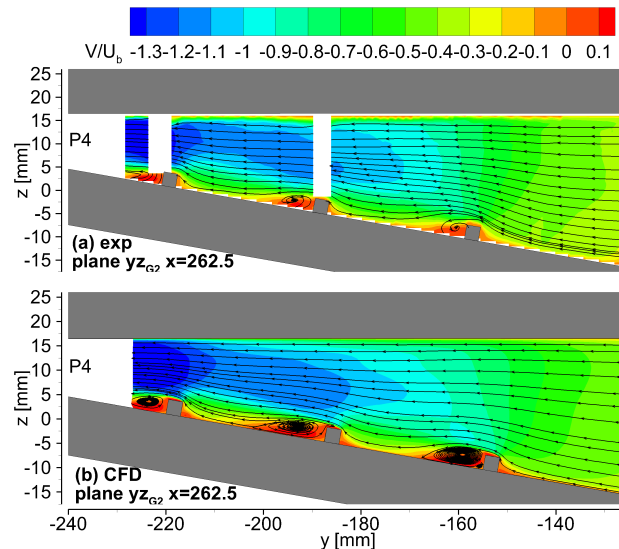 V/Ub -1.3 -1.2 -1.1 -1 -0.9 -0.8 -0.7 -0.6 -0.5 -0.4 -0.3 -0.2 -0.1 0 0.1
25
20
15
10
5
0
-5
-10
-15
z [mm]
P4
(a) exp
plane yzG2 x=262.5
25
20
15
10
5
0
-5
-10
-15
z [mm]
P4
(b) CFD
plane yzG2 x=262.5
-240 -220 -200 -180 -160 -140
y [mm]